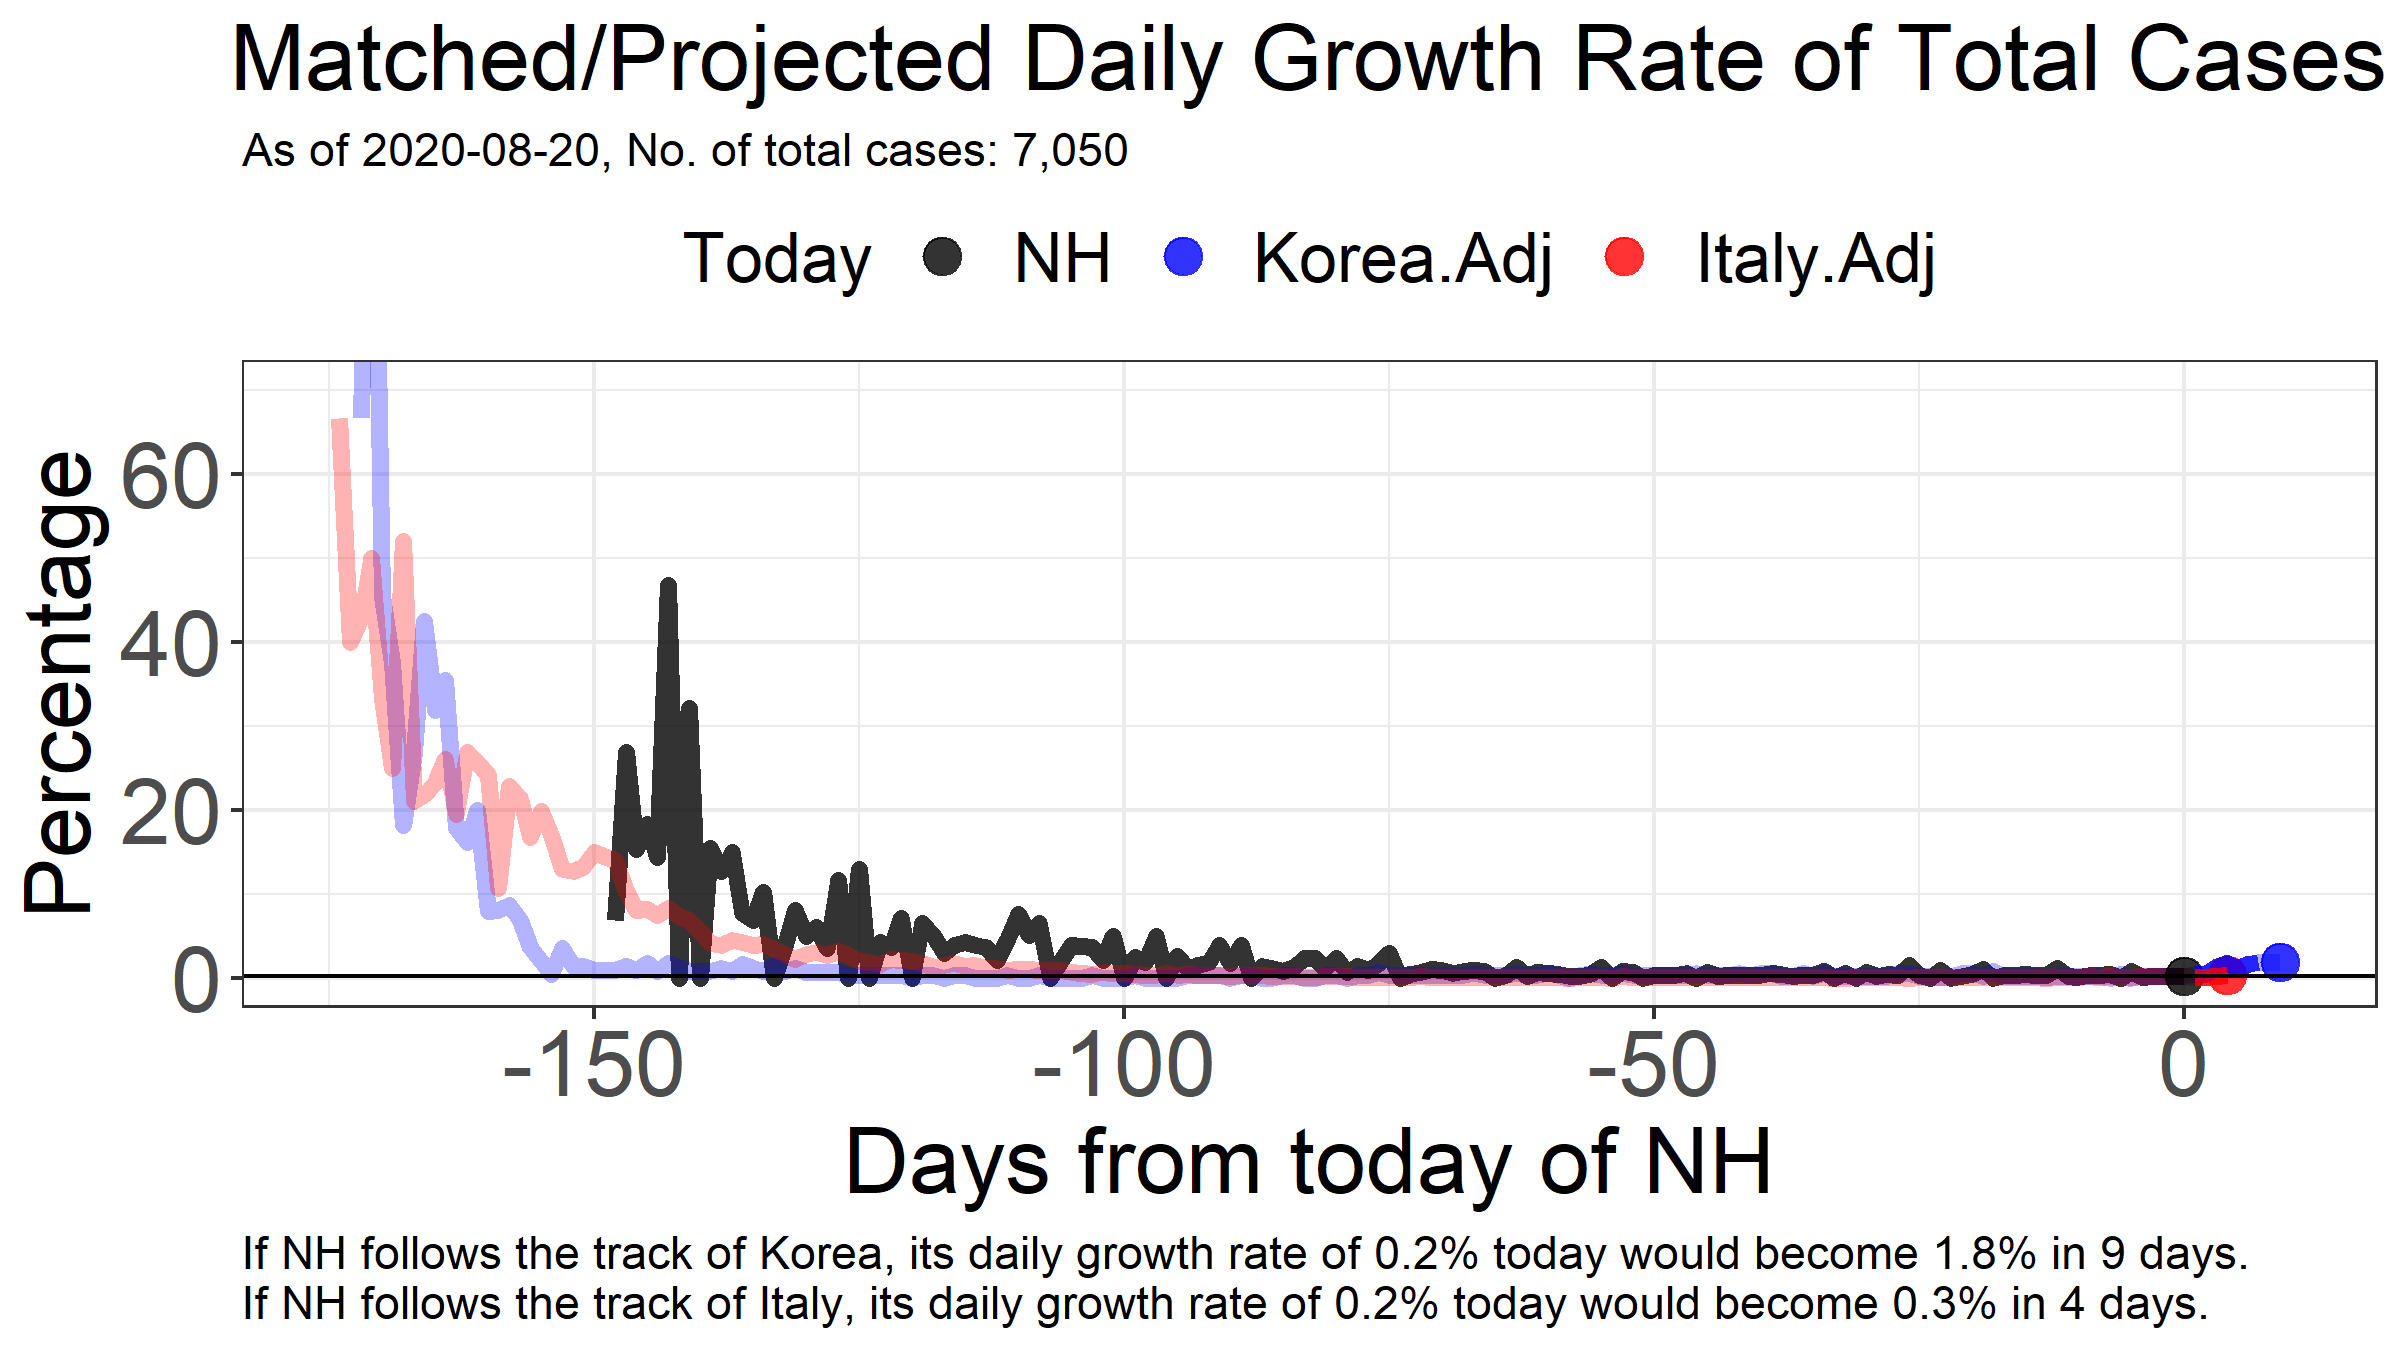 Matched/Projected Daily Growth Rate of Total Cases
As of 2020-08-20, No. of total cases: 7,050
Today NH Korea.Adj Italy.Adj
Percentage
60
40
20
0
-150 -100 -50 0
Days from today of NH
If NH follows the track of Korea, its daily growth rate of 0.2% today would become 1.8% in 9 days.
If NH follows the track of Italy, its daily growth rate of 0.2% today would become 0.3% in 4 days.